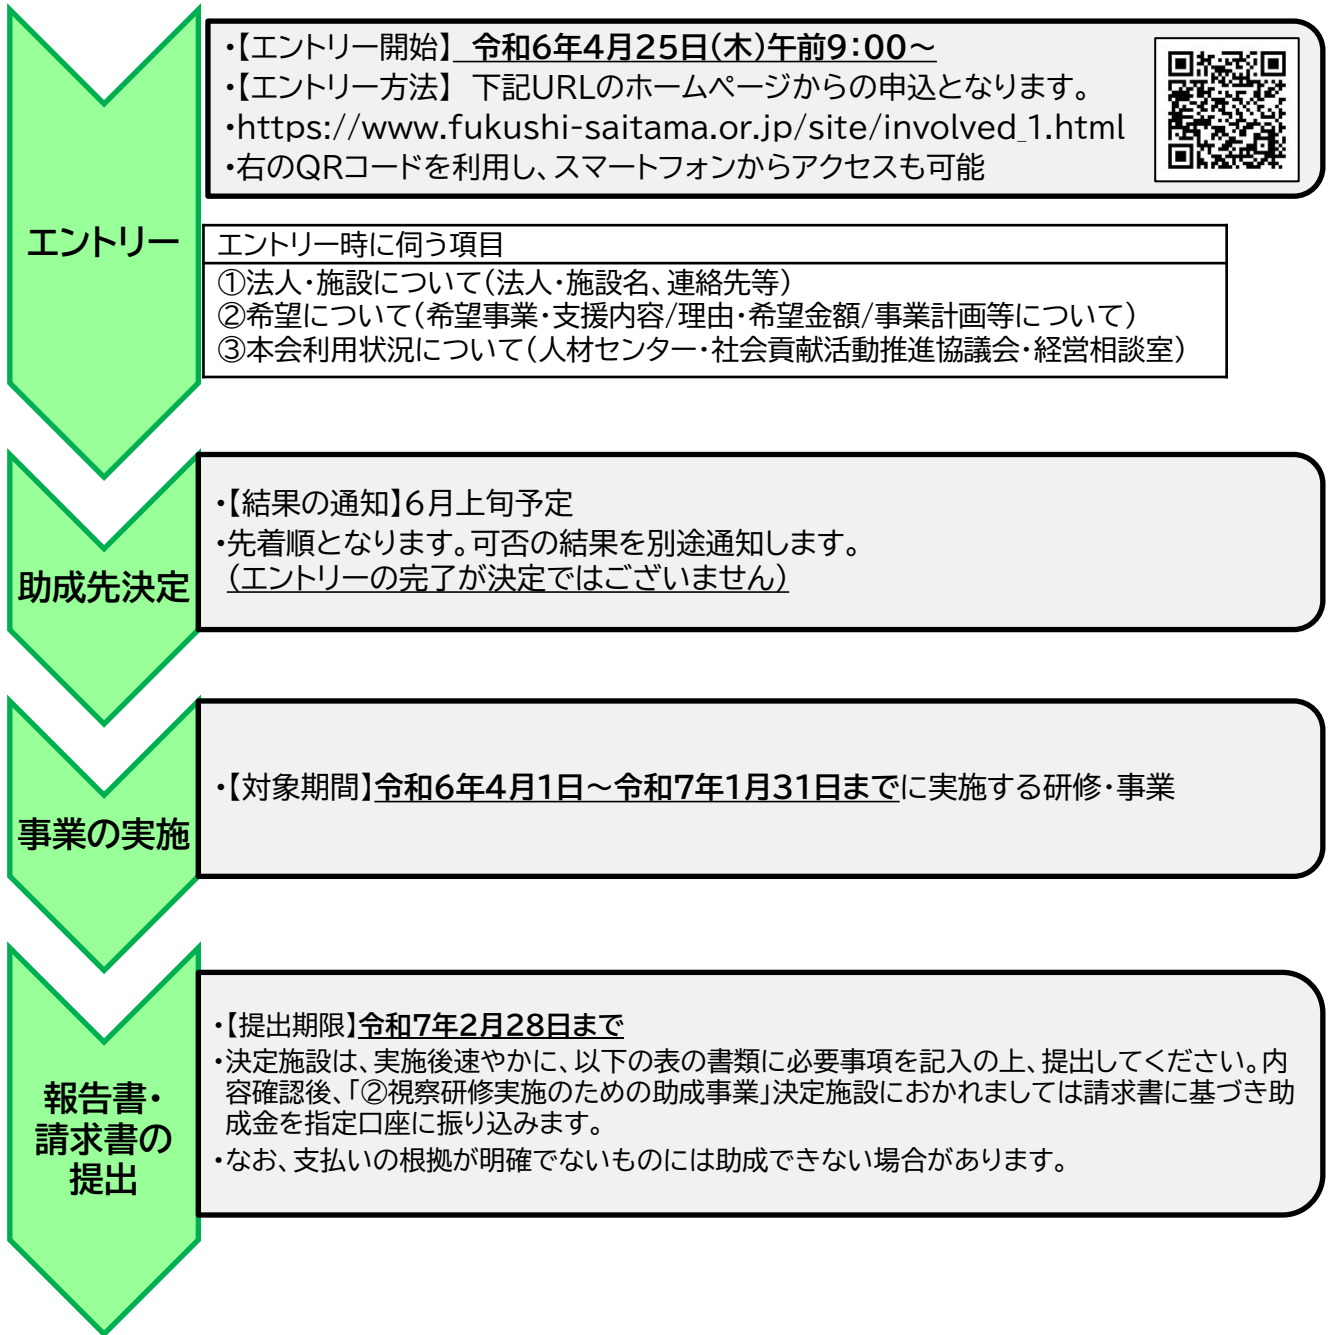 ・【エントリー開始】 令和6年4月25日(木)午前9:00～
・【エントリー方法】 下記URLのホームページからの申込となります。
・https://www.fukushi-saitama.or.jp/site/involved_1.html
・右のQRコードを利用し、スマートフォンからアクセスも可能
エントリー
エントリー時に伺う項目
①法人・施設について(法人・施設名、連絡先等)
②希望について(希望事業・支援内容/理由・希望金額/事業計画等について)
③本会利用状況について(人材センター・社会貢献活動推進協議会・経営相談室)
助成先決定
・【結果の通知】6月上旬予定
・先着順となります。可否の結果を別途通知します。
(エントリーの完了が決定ではございません)
事業の実施
・【対象期間】令和6年4月1日～令和7年1月31日までに実施する研修・事業
報告書・
請求書の
提出
・【提出期限】令和7年2月28日まで
・決定施設は、実施後速やかに、以下の表の書類に必要事項を記入の上、提出してください。内
容確認後、「②視察研修実施のための助成事業」決定施設におかれましては請求書に基づき助
成金を指定口座に振り込みます。
・なお、支払いの根拠が明確でないものには助成できない場合があります。